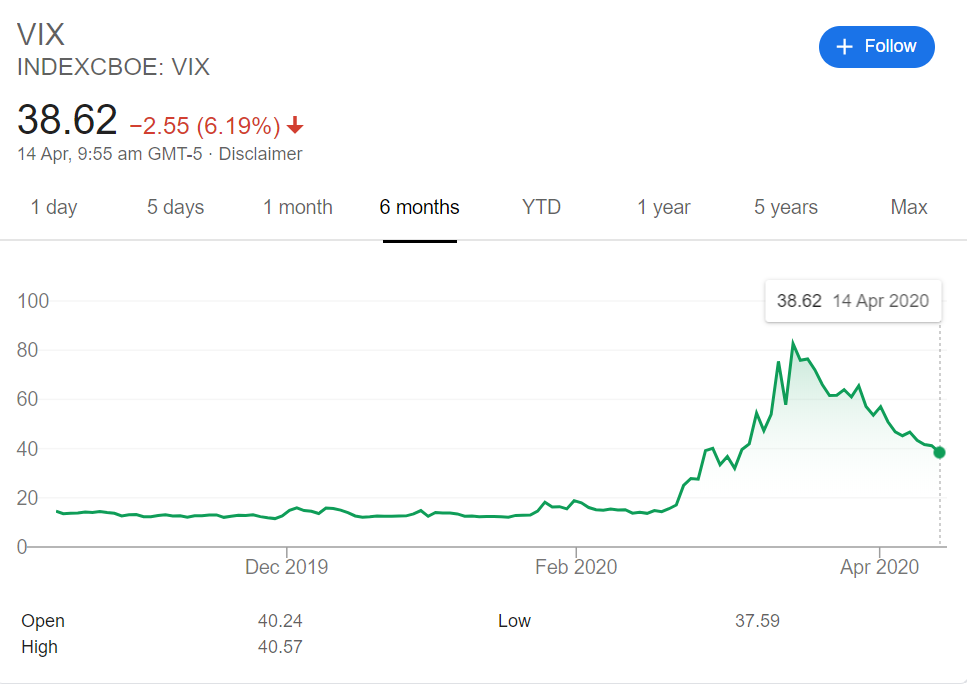 VIX
INDEXCBOE: VIX
+ Follow
38.62 −2.55 (6.19%)
14 Apr, 9:55 am GMT-5 · Disclaimer
1 day 5 days 1 month 6 months YTD 1 year 5 years Max
100
38.62 14 Apr 2020
80
60
40
20
0
Dec 2019 Feb 2020 Apr 2020
Open 40.24 Low 37.59
High 40.57